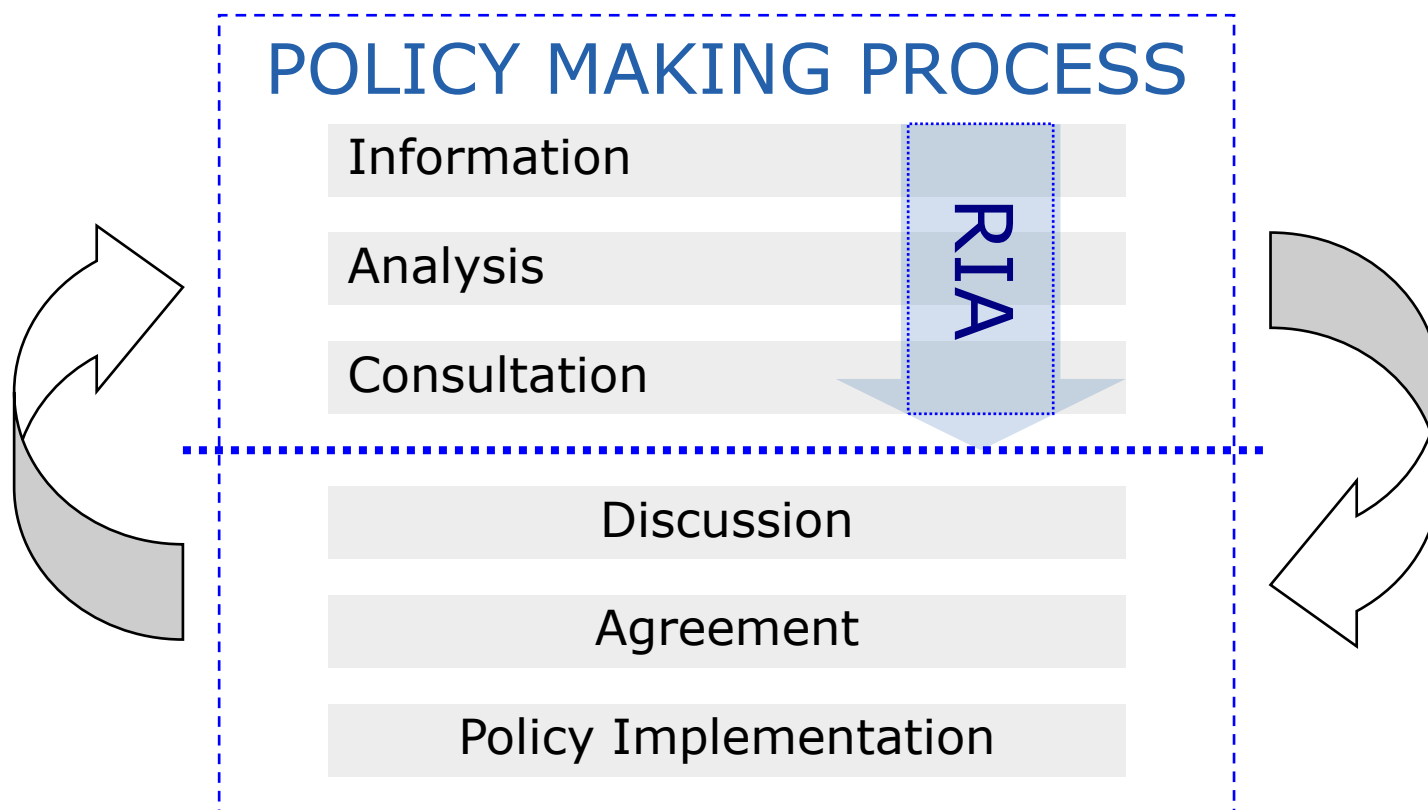 POLICY MAKING PROCESS
Information
Analysis
Consultation
RIA
Discussion
Agreement
Policy Implementation